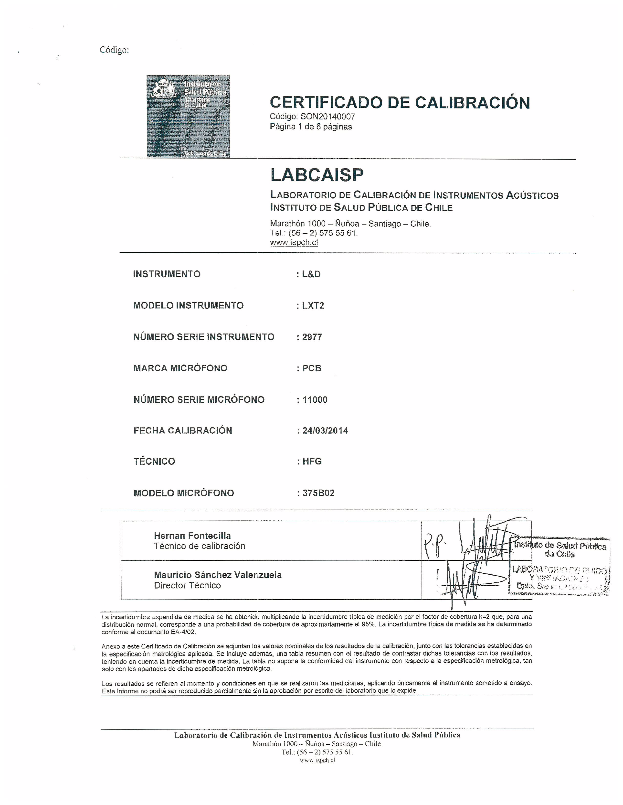 Código:
CERTIFICADO DE CALIBRACIÓN
Código: SON20140007
Página 1 de 6 páginas
LABCAISP
LABORATORIO DE CALIBRACIÓN DE INSTRUMENTOS ACÚSTICOS
INSTITUTO DE SALUD PÚBLICA DE CHILE
Marathón 1000 – Ñuñoa – Santiago – Chile.
Tel.: (56 – 2) 575 55 61.
www.ispch.cl
INSTRUMENTO : L&D
MODELO INSTRUMENTO : LXT2
NÚMERO SERIE INSTRUMENTO : 2977
MARCA MICRÓFONO : PCB
NÚMERO SERIE MICRÓFONO : 11000
FECHA CALIBRACIÓN : 24/03/2014
TÉCNICO : HFG
MODELO MICRÓFONO : 375B02
Hernan Fontecilla
Técnico de calibración
P.P.
Instituto de Salud Pública
de Chile
Mauricio Sánchez Valenzuela
Director Técnico
LABORATORIO DE RUIDO
La incertidumbre expandida de medida se ha obtenido multiplicando la incertidumbre típica de medición por el factor de cobertura k=2 que, para una
distribución normal, corresponde a una probabilidad de cobertura de aproximadamente el 95%. La incertidumbre típica de medida se ha determinado
conforme al documento EA-4/02.
Anexo a este Certificado de Calibración se adjuntan los valores nominales de los resultados de la calibración, junto con las tolerancias establecidas en
la especificación metrológica aplicada. Se incluye además, una tabla resumen con el resultado de contrastar dichas tolerancias con los resultados,
teniendo en cuenta la incertidumbre de medida. La tabla no supone la conformidad del instrumento con respecto a la especificación metrológica, tan
solo con los apartados de dicha especificación metrológica.
Los resultados se refieren al momento y condiciones en que se realizaron las mediciones, aplicando únicamente al instrumento sometido a ensayo.
Este Informe no podrá ser reproducido parcialmente sin la aprobación por escrito del laboratorio que lo expide.
Laboratorio de Calibración de Instrumentos Acústicos Instituto de Salud Pública
Marathón 1000 – Ñuñoa – Santiago – Chile
Tel.: (56 – 2) 575 55 61.
www.ispch.cl